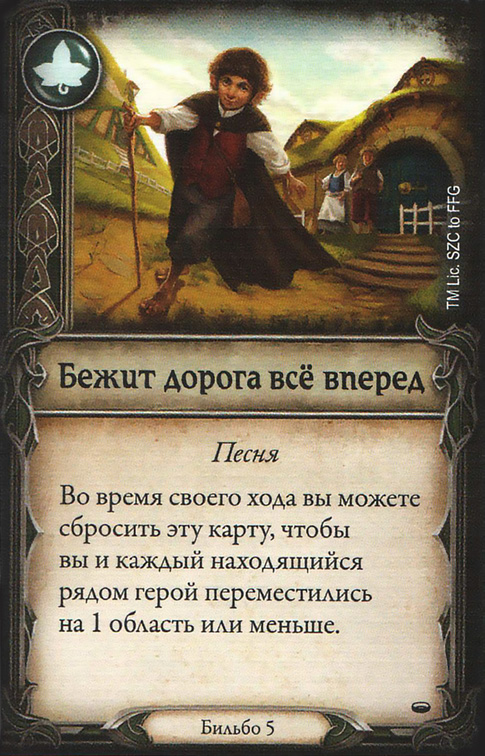 TM Lic. SZC to FFG
Бежит дорога всё вперед
Песня
Во время своего хода вы можете
сбросить эту карту, чтобы
вы и каждый находящийся
рядом герой переместились
на 1 область или меньше.
Бильбо 5